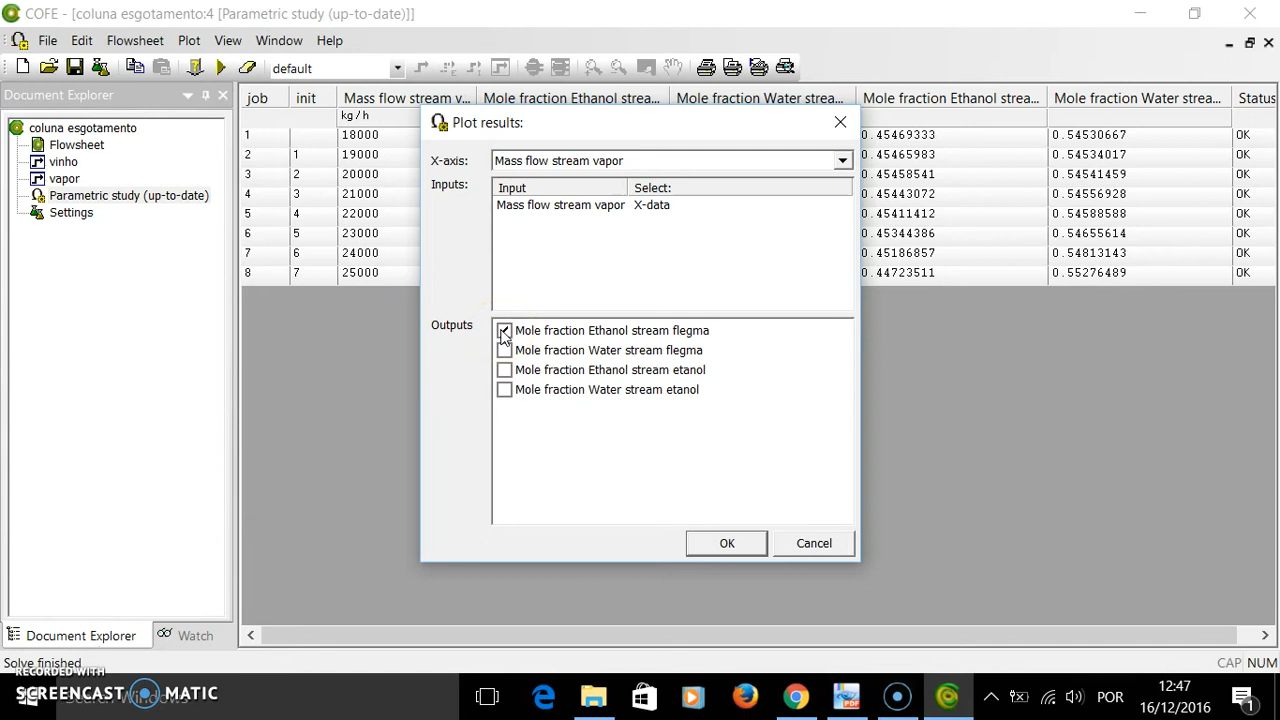 COFE - [coluna esgotamento:4 [Parametric study (up-to-date)]]
File Edit Flowsheet Plot View Window Help
default
Document Explorer
coluna esgotamento
Flowsheet
vinho
vapor
Parametric study (up-to-date)
Settings
Document Explorer Watch
job init Mass flow stream v... Mole fraction Ethanol strea... Mole fraction Water strea... Mole fraction Ethanol strea... Mole fraction Water strea... Status
kg / h
1 18000 0.45469333 0.54530667 OK
2 1 19000 0.45465983 0.54534017 OK
3 2 20000 0.45458541 0.54541459 OK
4 3 21000 0.45443072 0.54556928 OK
5 4 22000 0.45411412 0.54588588 OK
6 5 23000 0.45344386 0.54655614 OK
7 6 24000 0.45186857 0.54813143 OK
8 7 25000 0.44723511 0.55276489 OK
Plot results:
X-axis: Mass flow stream vapor
Inputs: Input Select:
Mass flow stream vapor X-data
Outputs
Mole fraction Ethanol stream flegma
Mole fraction Water stream flegma
Mole fraction Ethanol stream etanol
Mole fraction Water stream etanol
OK Cancel
Solve finished
CAP NUM
RECORDED WITH
SCREENCAST MATIC
POR
12:47
16/12/2016
1